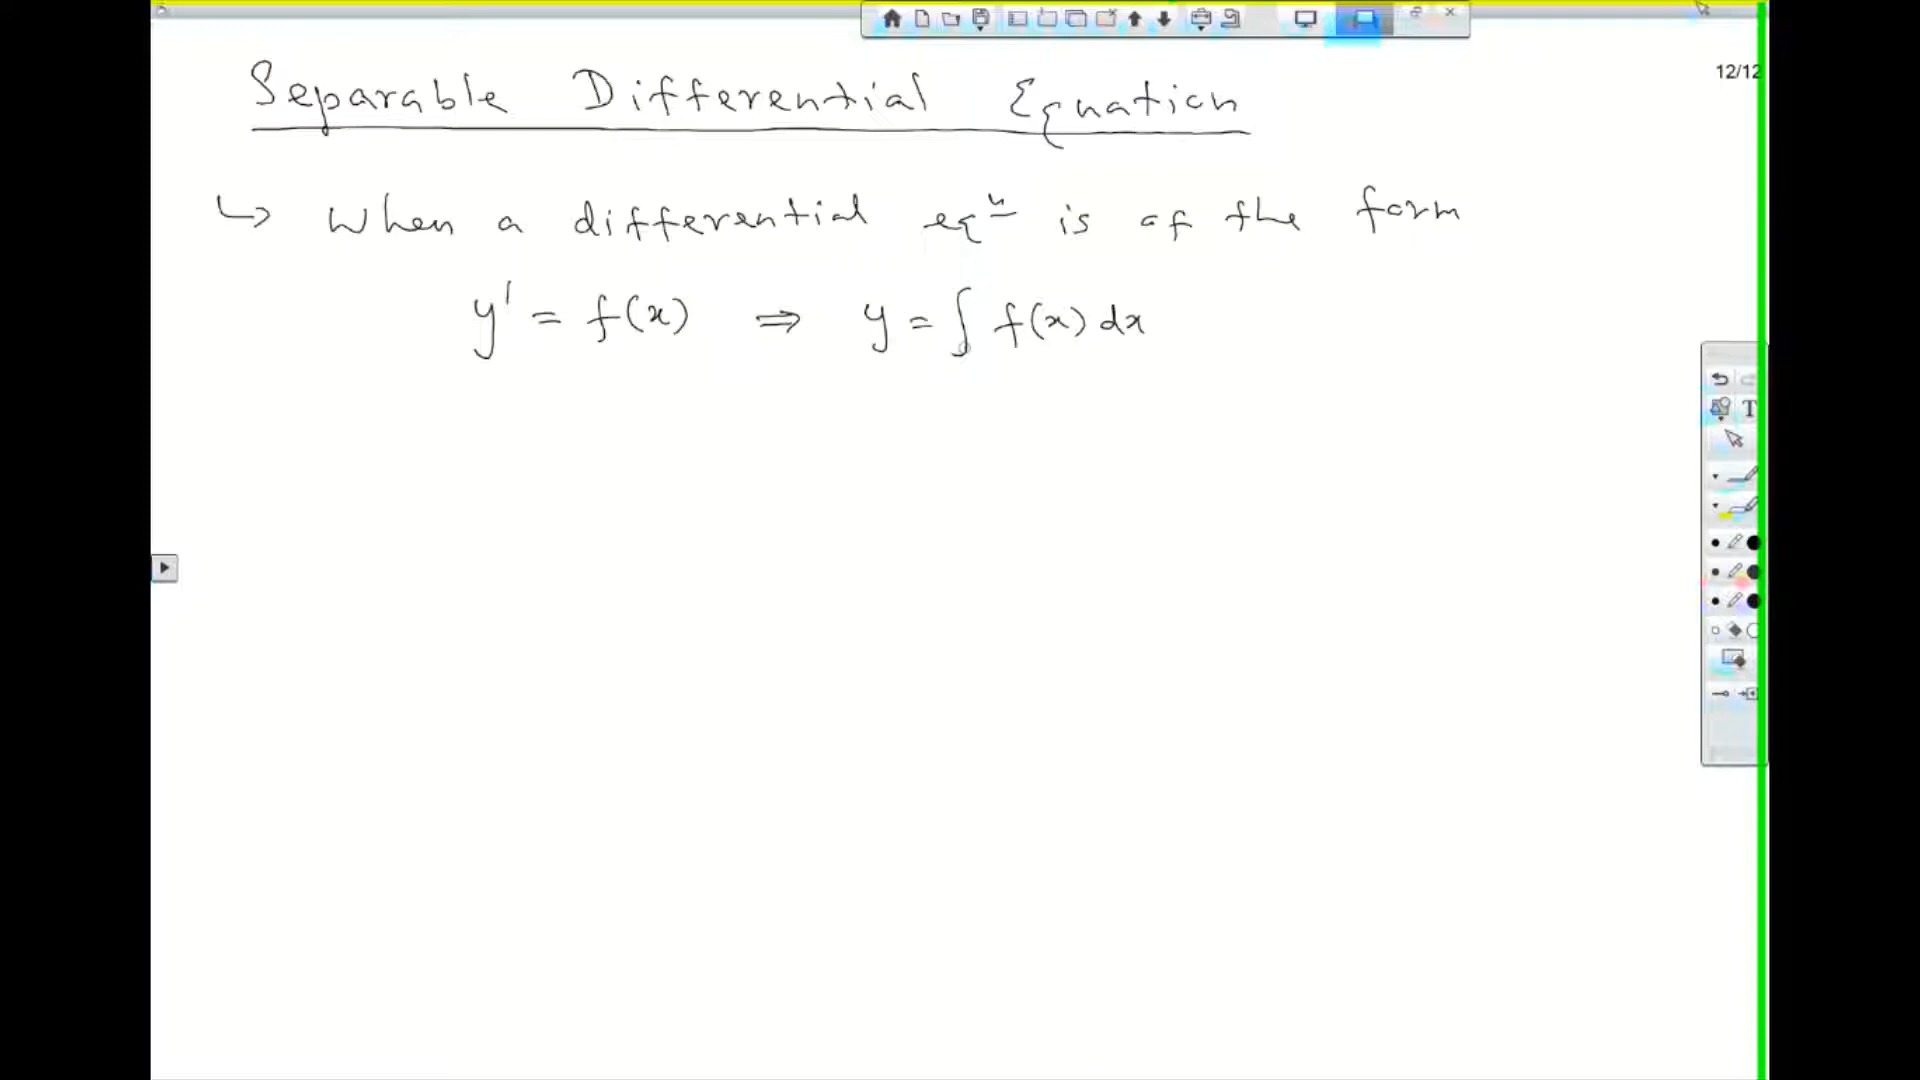 Separable Differential Equation
12/12
↳ When a differential eqⁿ is of the form
y' = f(x) ⇒ y = ∫ f(x) dx
T